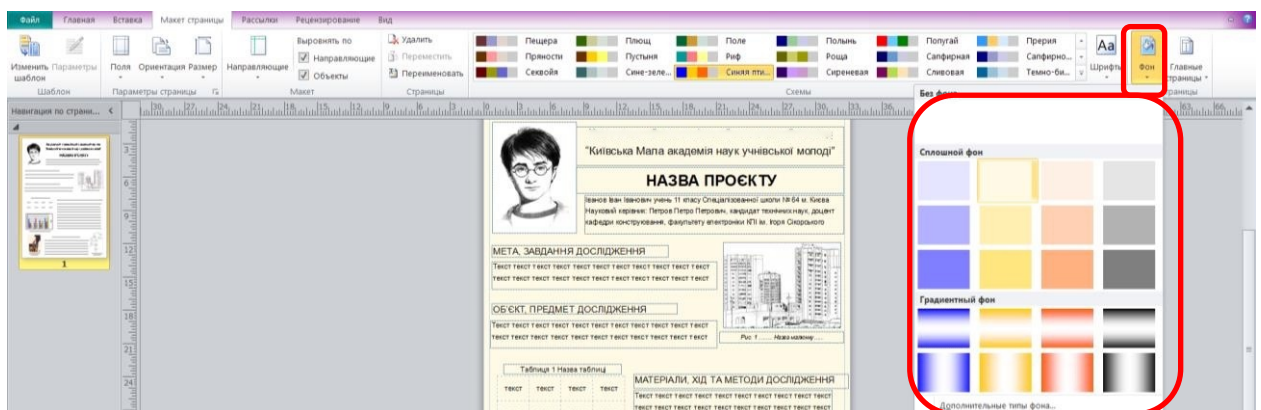 Файл Главная Вставка Макет страницы Рассылки Рецензирование Вид
Изменить шаблон Параметры
Поля Ориентация Размер
Направляющие
Выровнять по
Направляющие
Объекты
Удалить
Переместить
Переименовать
Пещера Плющ Поле Полынь Попугай Прерия
Пряности Пустыня Риф Роща Сапфирная Сапфирно...
Секвойя Сине-зеле... Синяя пти... Сиреневая Сливовая Темно-би...
Шрифты
Фон
Главные страницы
Шаблон Параметры страницы Макет Страницы Схемы
Навигация по страни...
Без фона
Сплошной фон
Градиентный фон
Дополнительные типы фона...
1
"Київська Мала академія наук учнівської молоді"
НАЗВА ПРОЄКТУ
Іванов Іван Іванович учень 11 класу Спеціалізованної школи №64 м. Києва
Науковий керівник: Петров Петро Петрович, кандидат технічних наук, доцент
кафедри конструювання, факультету електроніки КПІ ім. Ігоря Сікорського
МЕТА, ЗАВДАННЯ ДОСЛІДЖЕННЯ
Текст текст текст текст текст текст текст текст текст текст
текст текст текст текст текст текст текст текст текст текст
ОБ'ЄКТ, ПРЕДМЕТ ДОСЛІДЖЕННЯ
Текст текст текст текст текст текст текст текст текст текст
текст текст текст текст текст текст текст текст текст текст
Рис. 1 ....... Назва малюнку ....
Таблиця 1 Назва таблиці
текст текст текст текст
МАТЕРІАЛИ, ХІД ТА МЕТОДИ ДОСЛІДЖЕННЯ
Текст текст текст текст текст текст текст текст текст
текст текст текст текст текст текст текст текст текст